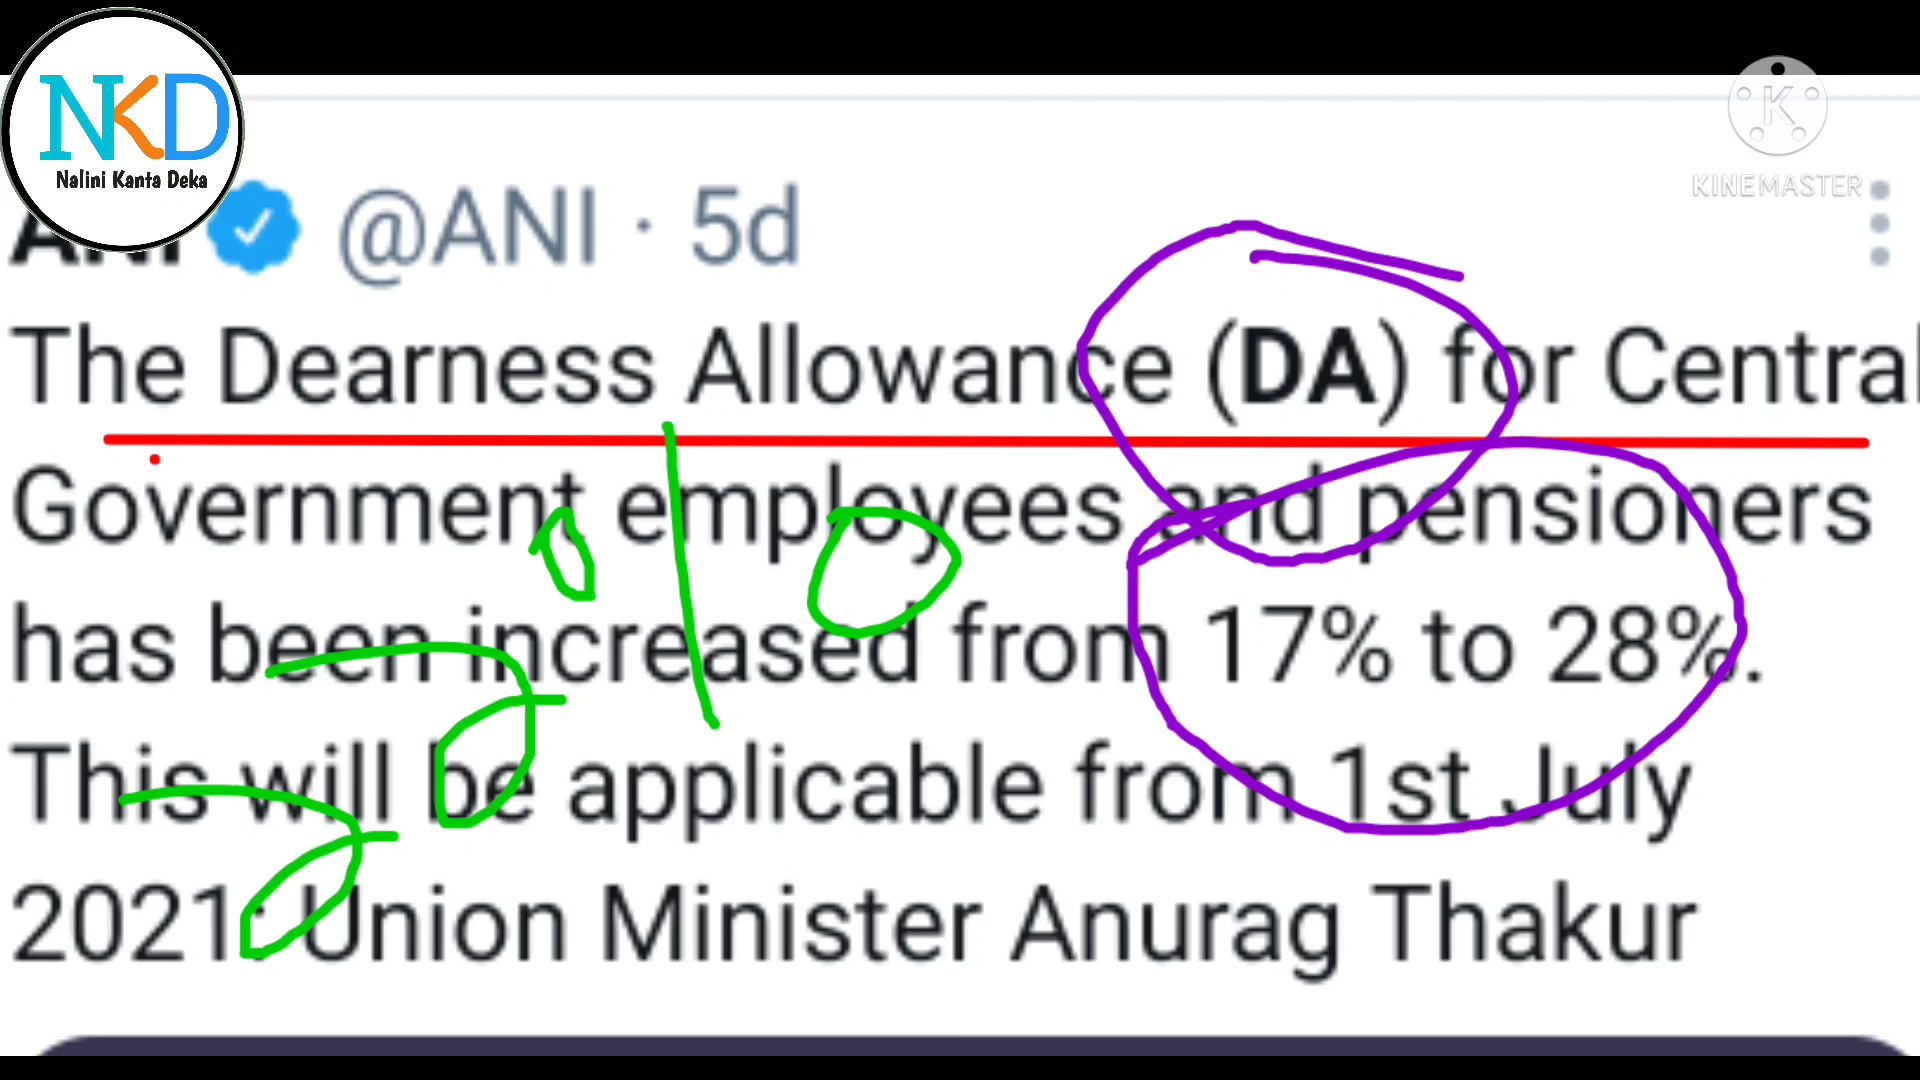 NKD
Nalini Kanta Deka
KINEMASTER
ANI @ANI · 5d
The Dearness Allowance (DA) for Central
Government employees and pensioners
has been increased from 17% to 28%.
This will be applicable from 1st July
2021: Union Minister Anurag Thakur